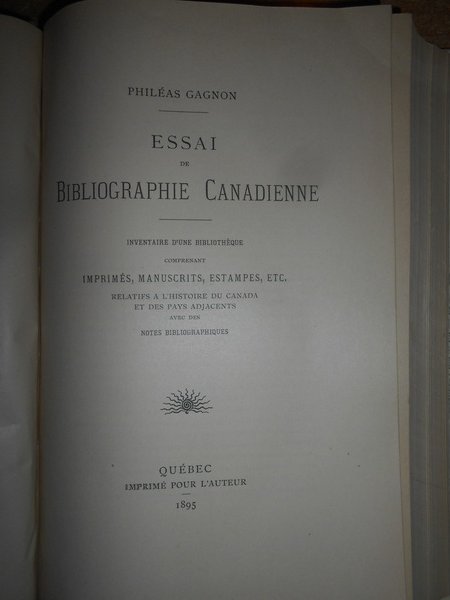 PHILÉAS GAGNON
ESSAI
DE
BIBLIOGRAPHIE CANADIENNE
INVENTAIRE D'UNE BIBLIOTHÈQUE
COMPRENANT
IMPRIMÉS, MANUSCRITS, ESTAMPES, ETC.
RELATIFS A L'HISTOIRE DU CANADA
ET DES PAYS ADJACENTS
AVEC DES
NOTES BIBLIOGRAPHIQUES
QUÉBEC
IMPRIMÉ POUR L'AUTEUR
1895